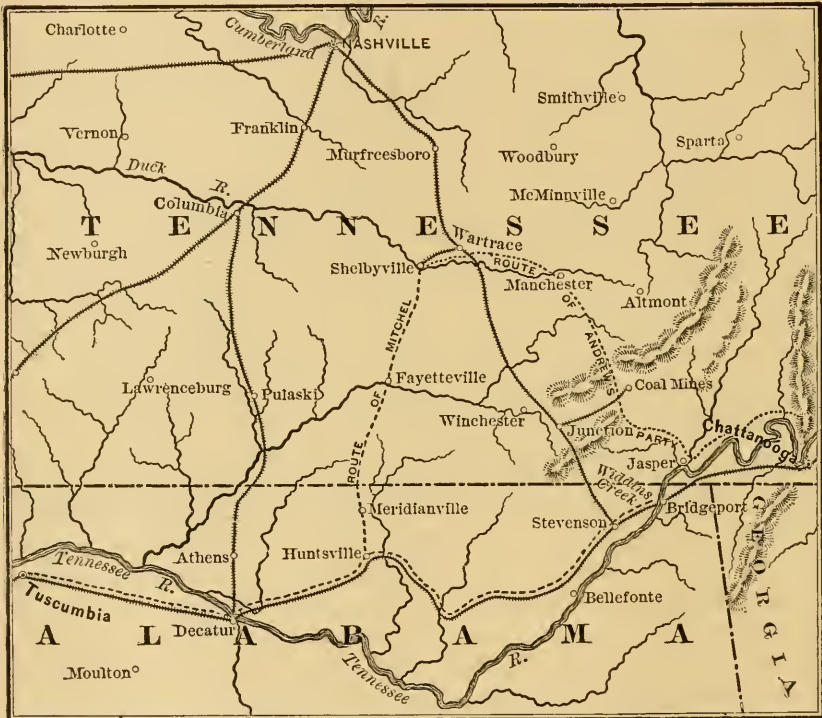 Charlotte
Cumberland
R.
NASHVILLE
Smithville
Vernon
Franklin
Sparta
Murfreesboro
Woodbury
Duck
R.
McMinnville
Columbia
T E N N E S S E E
Newburgh
Wartrace
Shelbyville
ROUTE
Manchester
OF
Altmont
ANDREW'S
MITCHEL
OF
Fayetteville
Coal Mines
Lawrenceburg
Pulaski
Winchester
Junction
PARTY
Chattanooga
Jasper
ROUTE
Widdins
Creek
Meridianville
Bridgeport
Stevenson
Athens
Huntsville
Tennessee
R.
Tuscumbia
Bellefonte
Decatur
A L A B A M A
GEORGIA
Moulton
Tennessee
R.